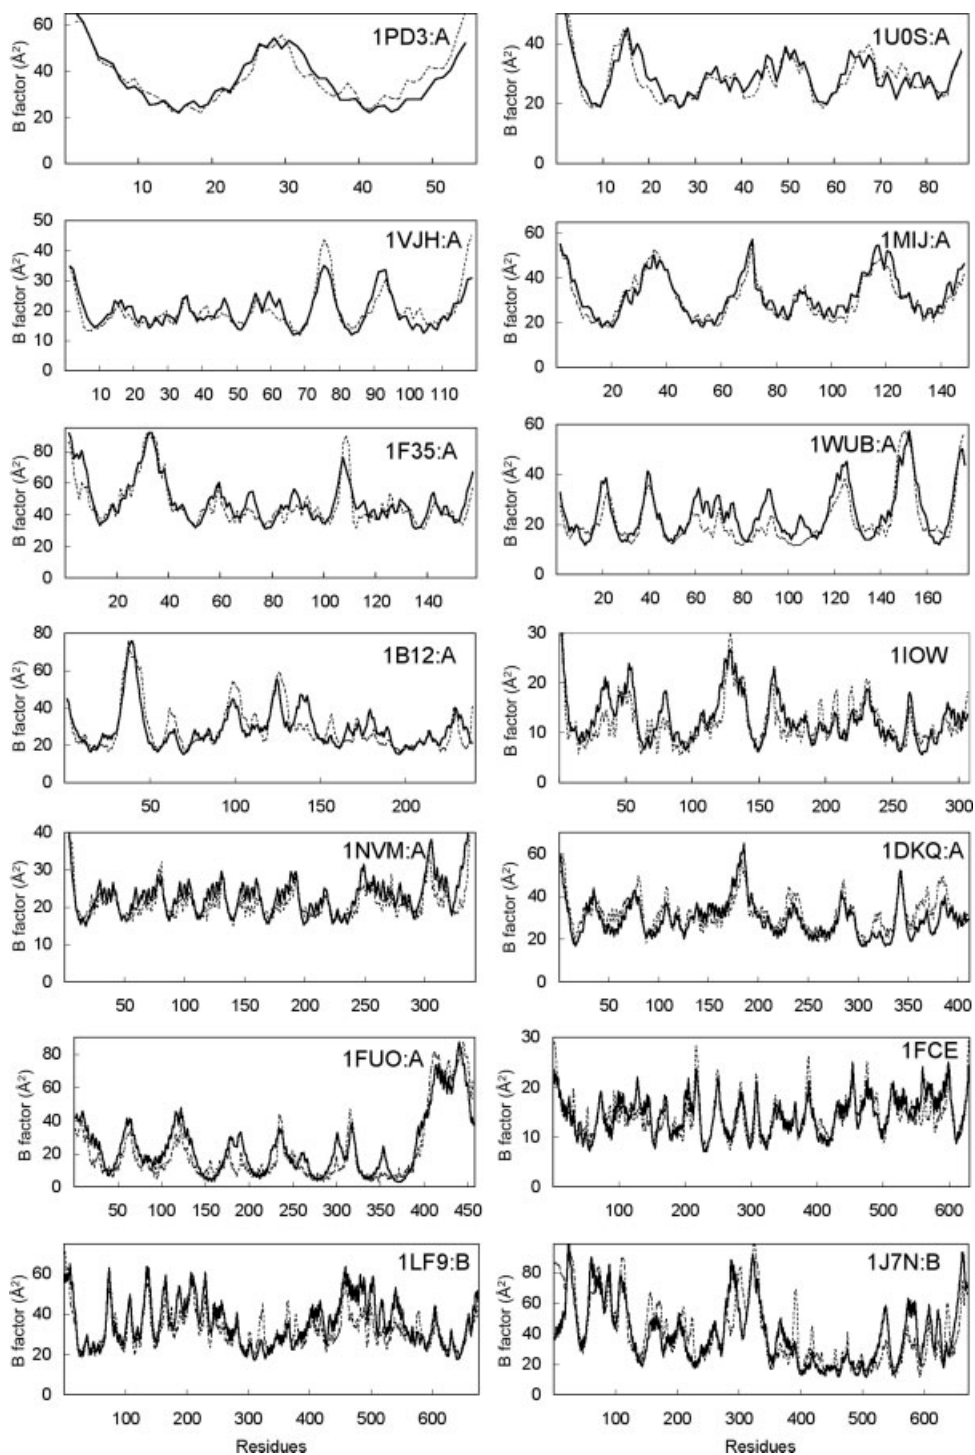 1PD3:A
B factor (Å²)
60
40
20
0
10 20 30 40 50
1U0S:A
B factor (Å²)
40
20
0
10 20 30 40 50 60 70 80
1VJH:A
B factor (Å²)
50
40
30
20
10
0
10 20 30 40 50 60 70 80 90 100 110
1MIJ:A
B factor (Å²)
60
40
20
0
20 40 60 80 100 120 140
1F35:A
B factor (Å²)
80
60
40
20
0
20 40 60 80 100 120 140
1WUB:A
B factor (Å²)
60
40
20
0
20 40 60 80 100 120 140 160
1B12:A
B factor (Å²)
80
60
40
20
0
50 100 150 200
1IOW
B factor (Å²)
30
20
10
0
50 100 150 200 250 300
1NVM:A
B factor (Å²)
40
30
20
10
0
50 100 150 200 250 300
1DKQ:A
B factor (Å²)
60
40
20
0
50 100 150 200 250 300 350 400
1FUO:A
B factor (Å²)
80
60
40
20
0
50 100 150 200 250 300 350 400 450
1FCE
B factor (Å²)
30
20
10
0
100 200 300 400 500 600
1LF9:B
B factor (Å²)
60
40
20
0
100 200 300 400 500 600
Residues
1J7N:B
B factor (Å²)
80
60
40
20
0
100 200 300 400 500 600
Residues